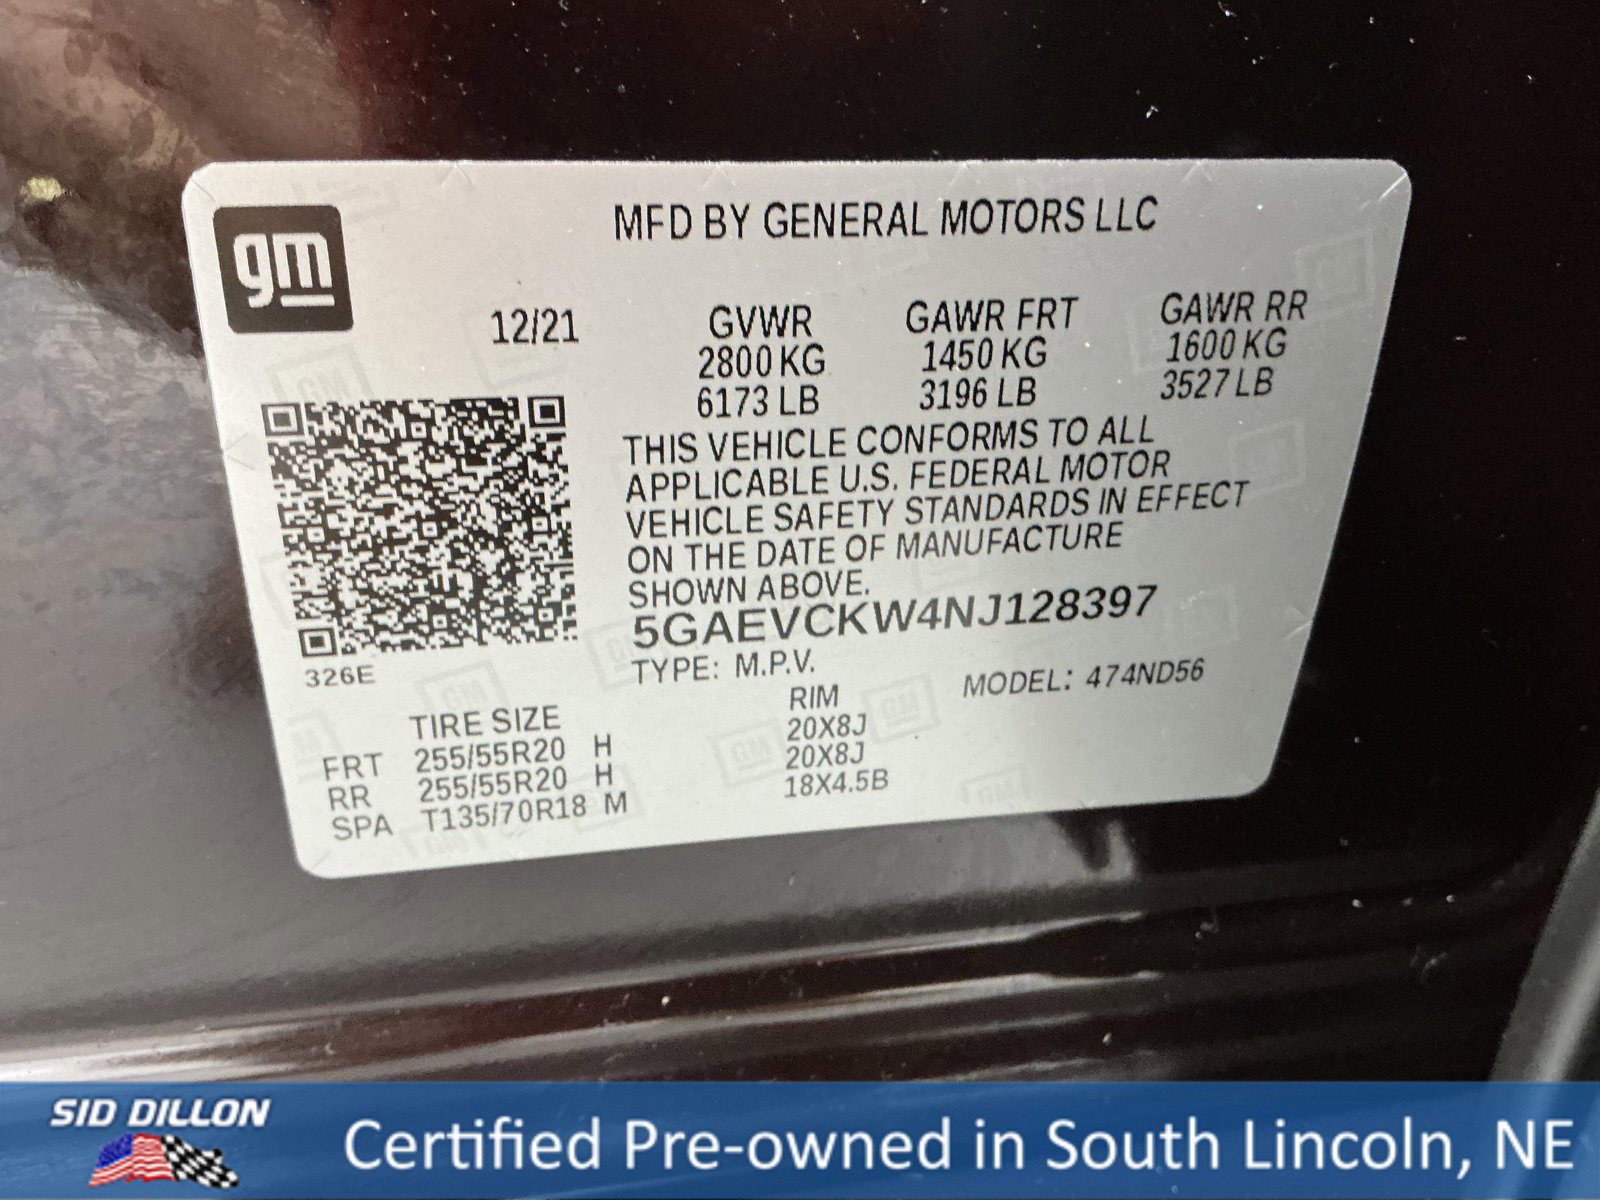 gm
MFD BY GENERAL MOTORS LLC
12/21
GVWR GAWR FRT GAWR RR
2800 KG 1450 KG 1600 KG
6173 LB 3196 LB 3527 LB
THIS VEHICLE CONFORMS TO ALL
APPLICABLE U.S. FEDERAL MOTOR
VEHICLE SAFETY STANDARDS IN EFFECT
ON THE DATE OF MANUFACTURE
SHOWN ABOVE.
5GAEVCKW4NJ128397
TYPE: M.P.V. MODEL: 474ND56
326E
TIRE SIZE RIM
FRT 255/55R20 H 20X8J
RR 255/55R20 H 20X8J
SPA T135/70R18 M 18X4.5B
SID DILLON
Certified Pre-owned in South Lincoln, NE